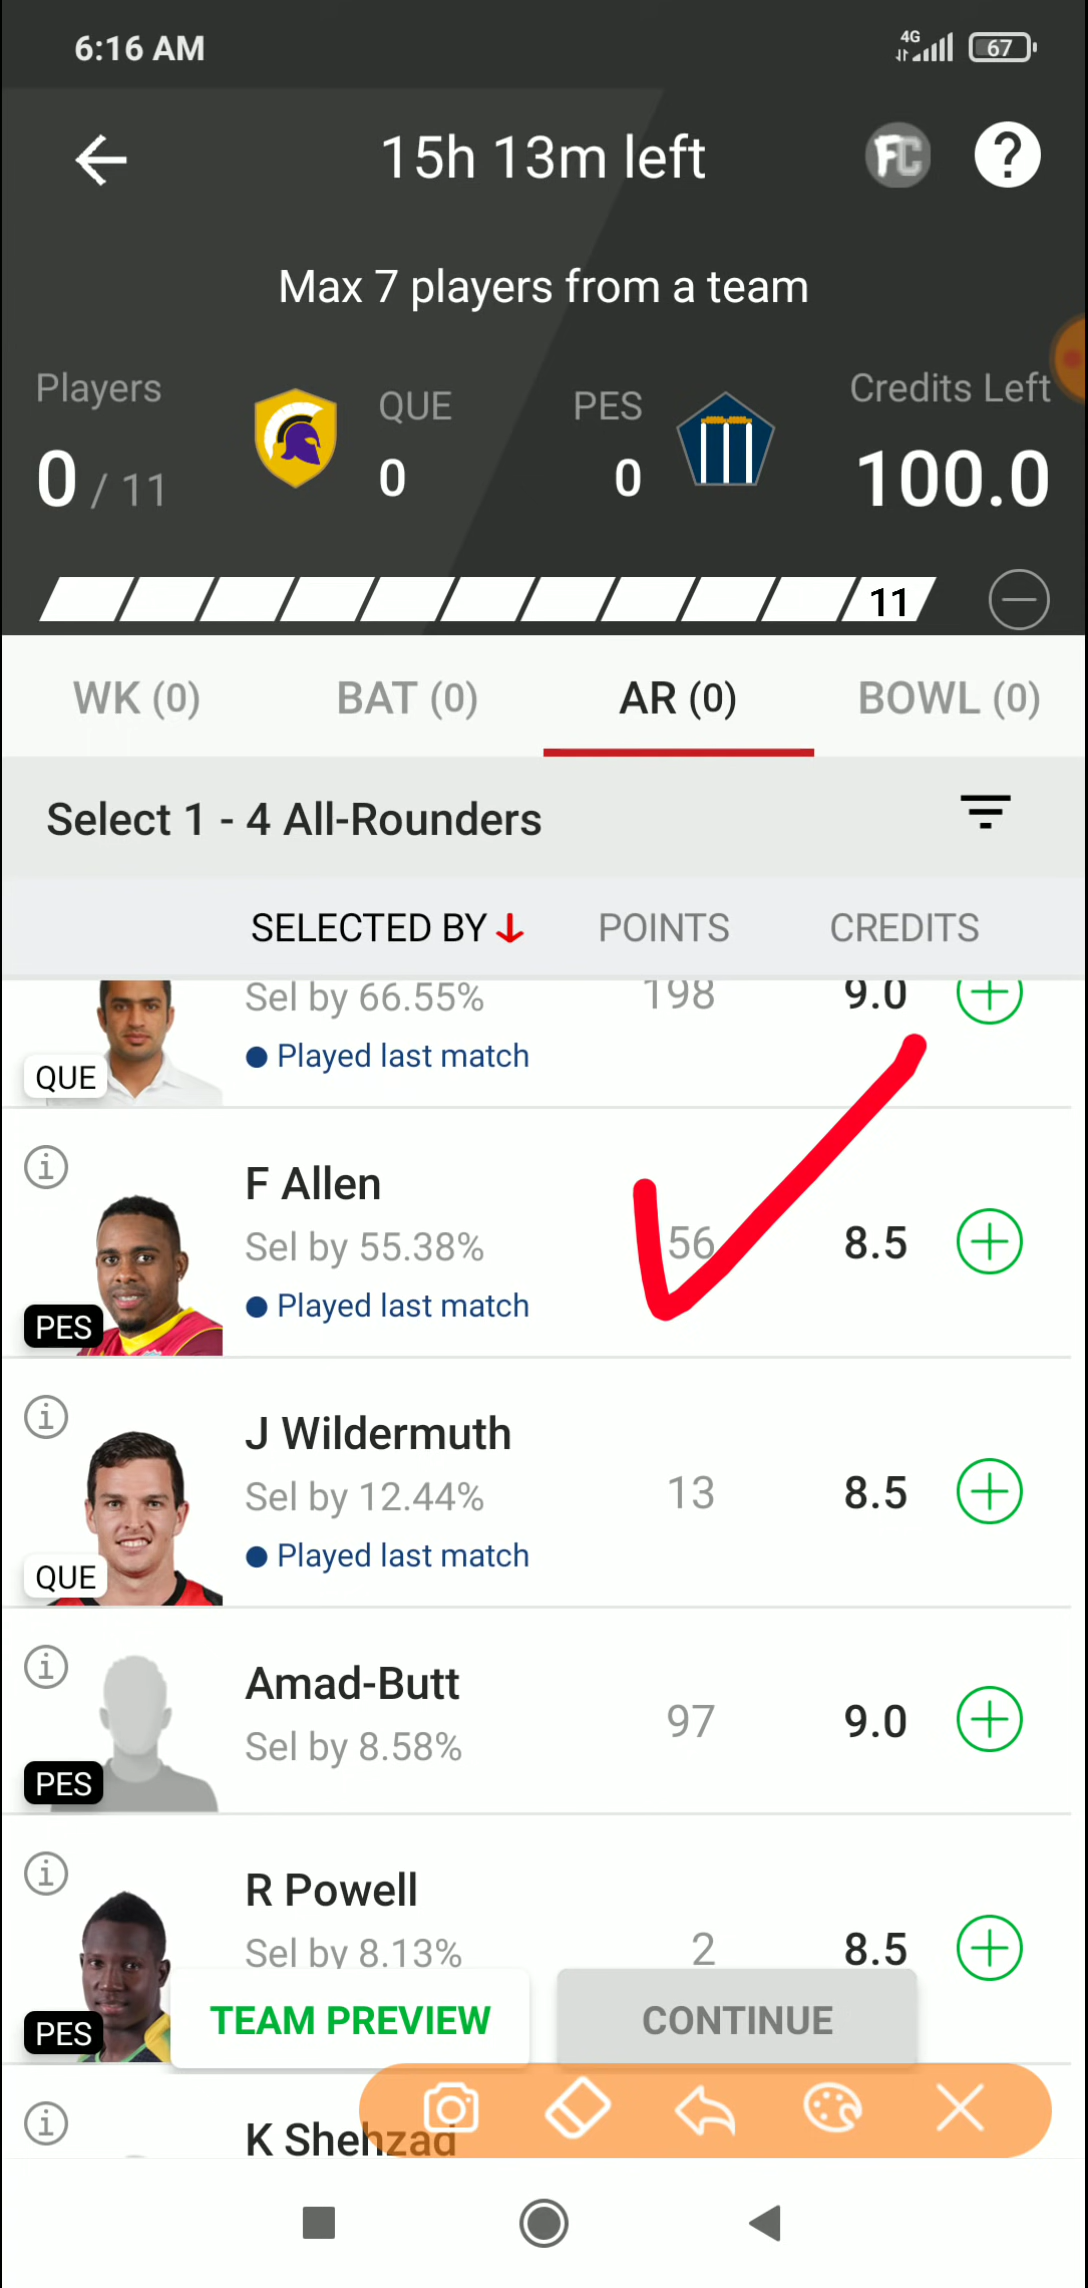 6:16 AM
4G
67
15h 13m left
FC
?
Max 7 players from a team
Players
QUE
PES
Credits Left
0 / 11
0
0
100.0
11
WK (0)
BAT (0)
AR (0)
BOWL (0)
Select 1 - 4 All-Rounders
SELECTED BY
POINTS
CREDITS
Sel by 66.55%
198
9.0
Played last match
QUE
F Allen
Sel by 55.38%
56
8.5
Played last match
PES
J Wildermuth
Sel by 12.44%
13
8.5
Played last match
QUE
Amad-Butt
Sel by 8.58%
97
9.0
PES
R Powell
Sel by 8.13%
2
8.5
PES
TEAM PREVIEW
CONTINUE
K Shehzad